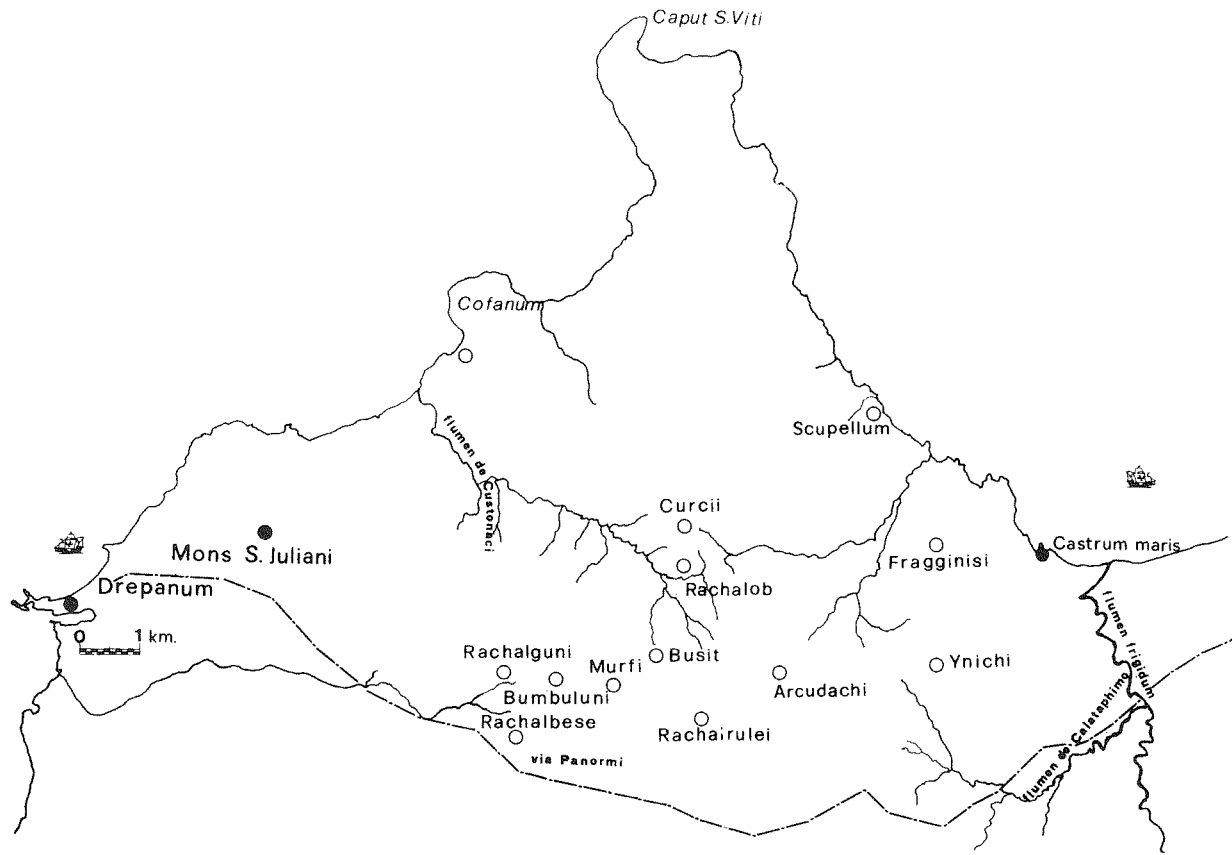 Caput S.Viti
Cofanum
flumen de Custonaci
Scupellum
Curcii
Mons S. Juliani
Fragginisi
Castrum maris
Drepanum
Rachalob
flumen frigidum
0 1 km.
Rachalguni
Murfi
Busit
Ynichi
Bumbuluni
Arcudachi
Rachalbese
Rachairulei
flumen de Calataphimo
via Panormi